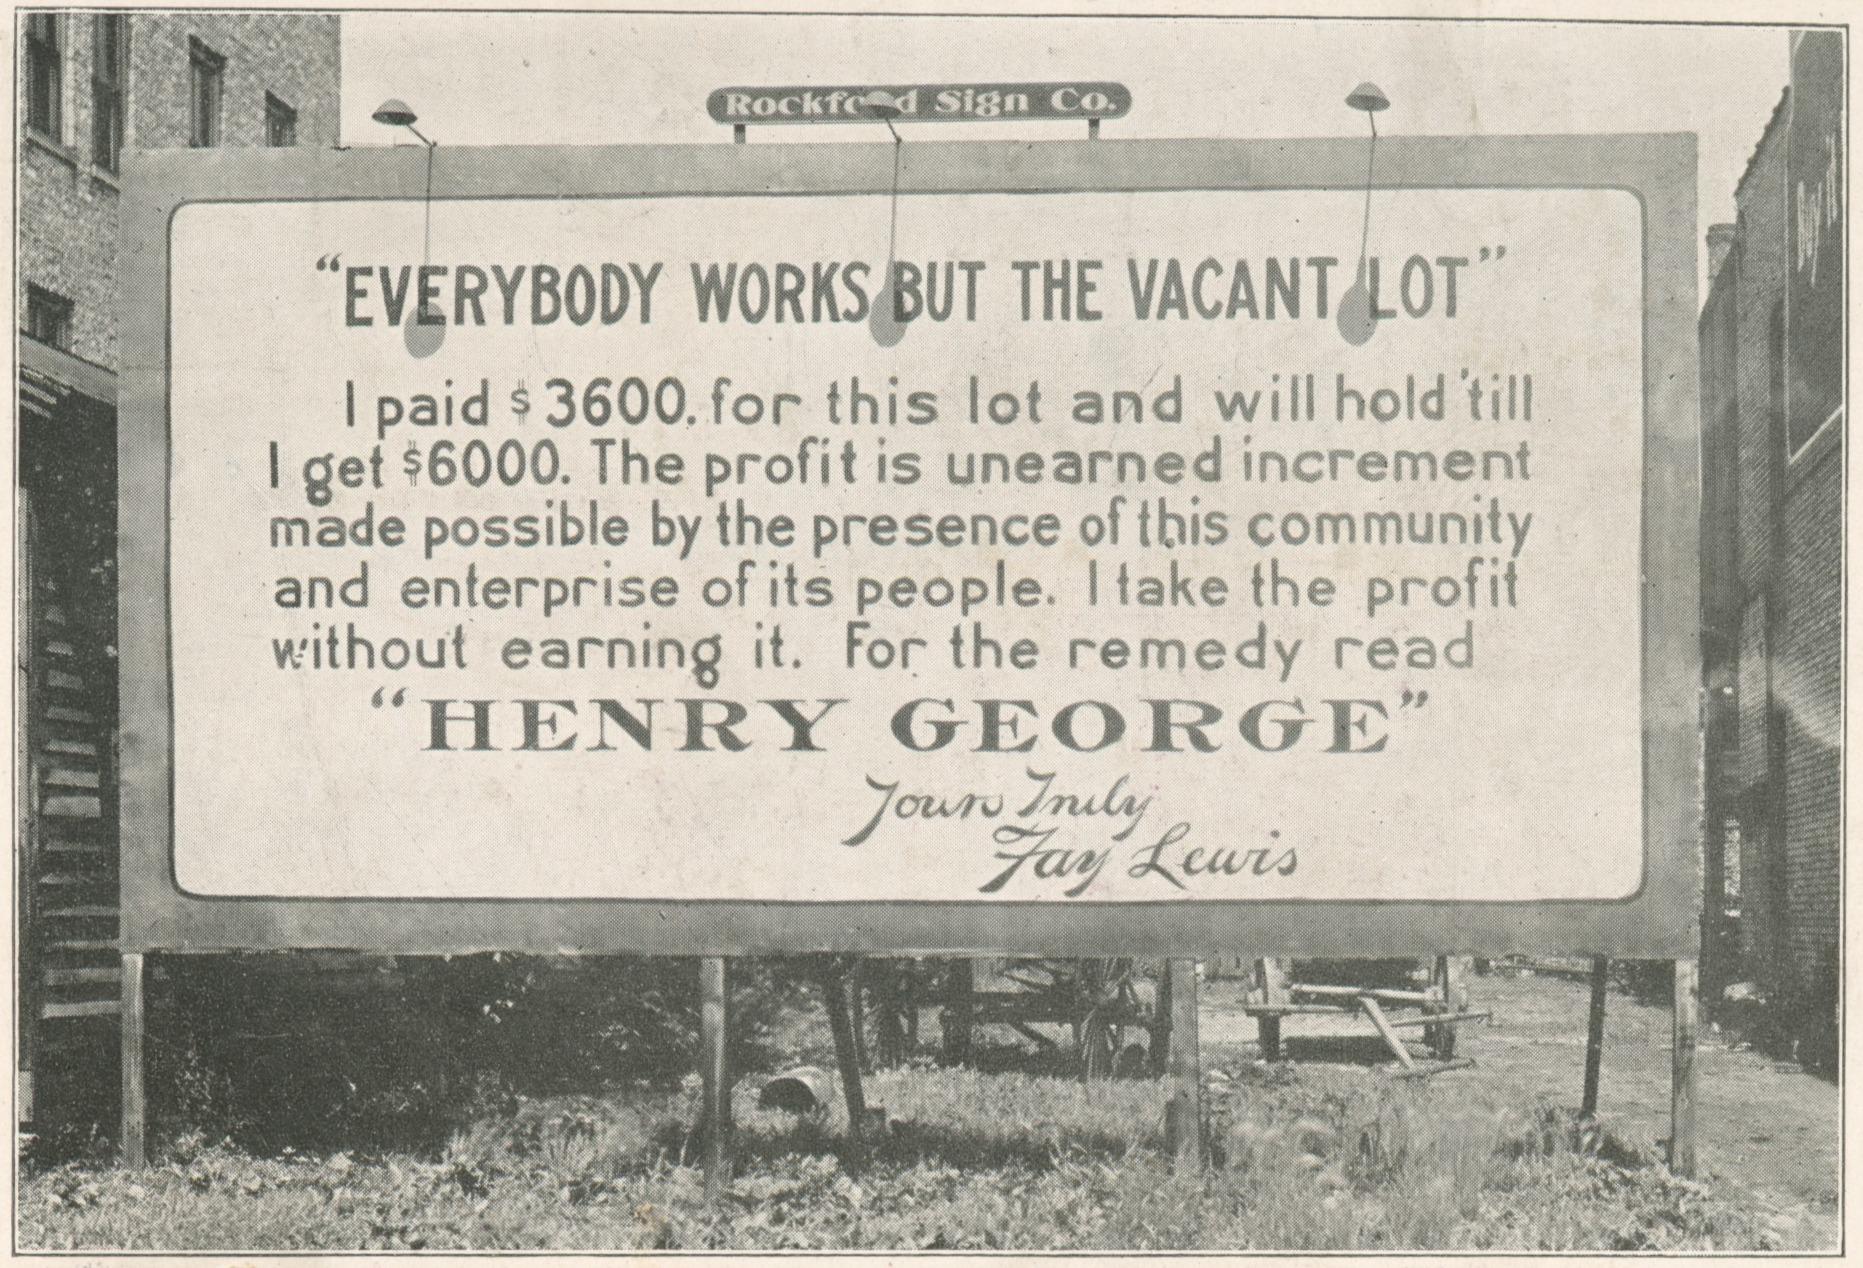 Rockford Sign Co.
“EVERYBODY WORKS BUT THE VACANT LOT”
I paid $3600. for this lot and will hold 'till
I get $6000. The profit is unearned increment
made possible by the presence of this community
and enterprise of its people. I take the profit
without earning it. For the remedy read
“HENRY GEORGE”
Yours Truly
Fay Lewis